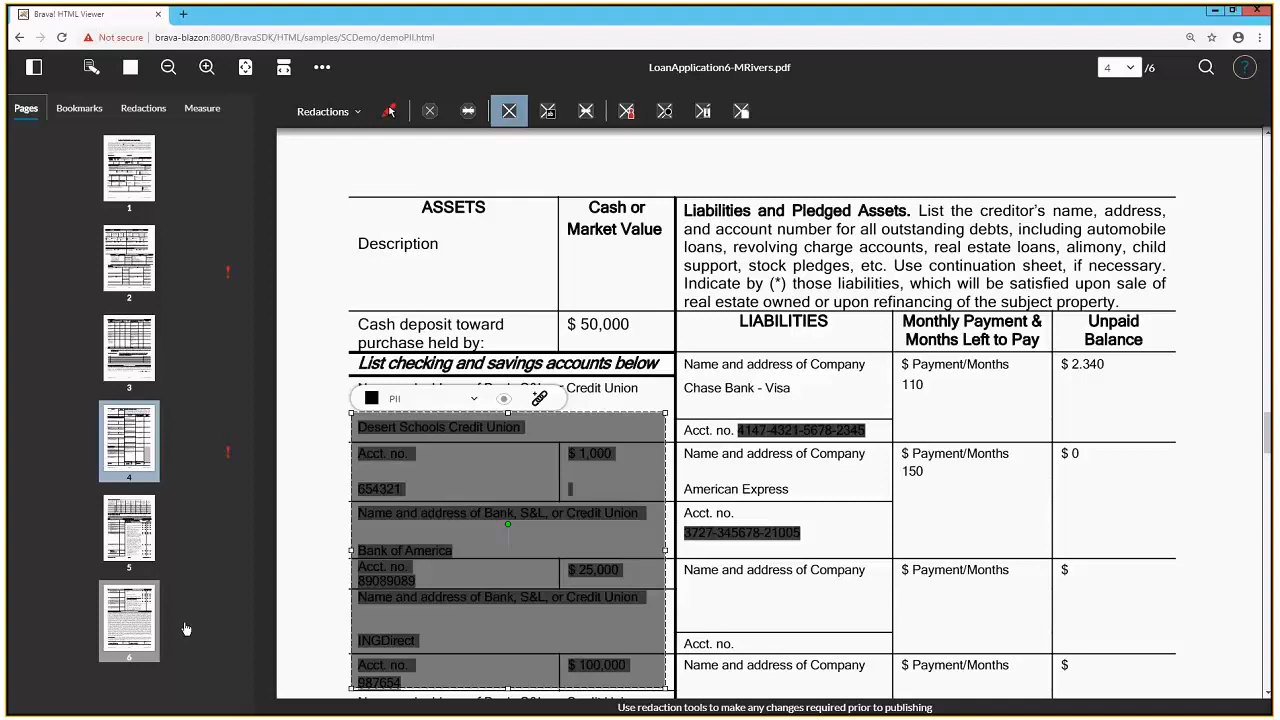 Brava! HTML Viewer
Not secure brava-blazon:8080/BravaSDK/HTML/samples/SCDemo/demoPII.html
LoanApplication6-MRivers.pdf
4 /6
Pages Bookmarks Redactions Measure
Redactions
1
2
3
4
5
6
ASSETS
Description
Cash or
Market Value
Liabilities and Pledged Assets. List the creditor's name, address,
and account number for all outstanding debts, including automobile
loans, revolving charge accounts, real estate loans, alimony, child
support, stock pledges, etc. Use continuation sheet, if necessary.
Indicate by (*) those liabilities, which will be satisfied upon sale of
real estate owned or upon refinancing of the subject property.
Cash deposit toward
purchase held by:
$ 50,000
LIABILITIES
Monthly Payment &
Months Left to Pay
Unpaid
Balance
List checking and savings accounts below
PII
Desert Schools Credit Union
Acct. no.
$ 1,000
654321
Name and address of Bank, S&L, or Credit Union
Bank of America
Acct. no.
89089089
$ 25,000
Name and address of Bank, S&L, or Credit Union
INGDirect
Acct. no.
987654
$ 100,000
Name and address of Company
Chase Bank - Visa
$ Payment/Months
110
$ 2.340
Acct. no. 4147-4321-5678-2345
Name and address of Company
American Express
$ Payment/Months
150
$ 0
Acct. no.
3727-345678-21005
Name and address of Company
$ Payment/Months
$
Acct. no.
Name and address of Company
$ Payment/Months
$
Use redaction tools to make any changes required prior to publishing